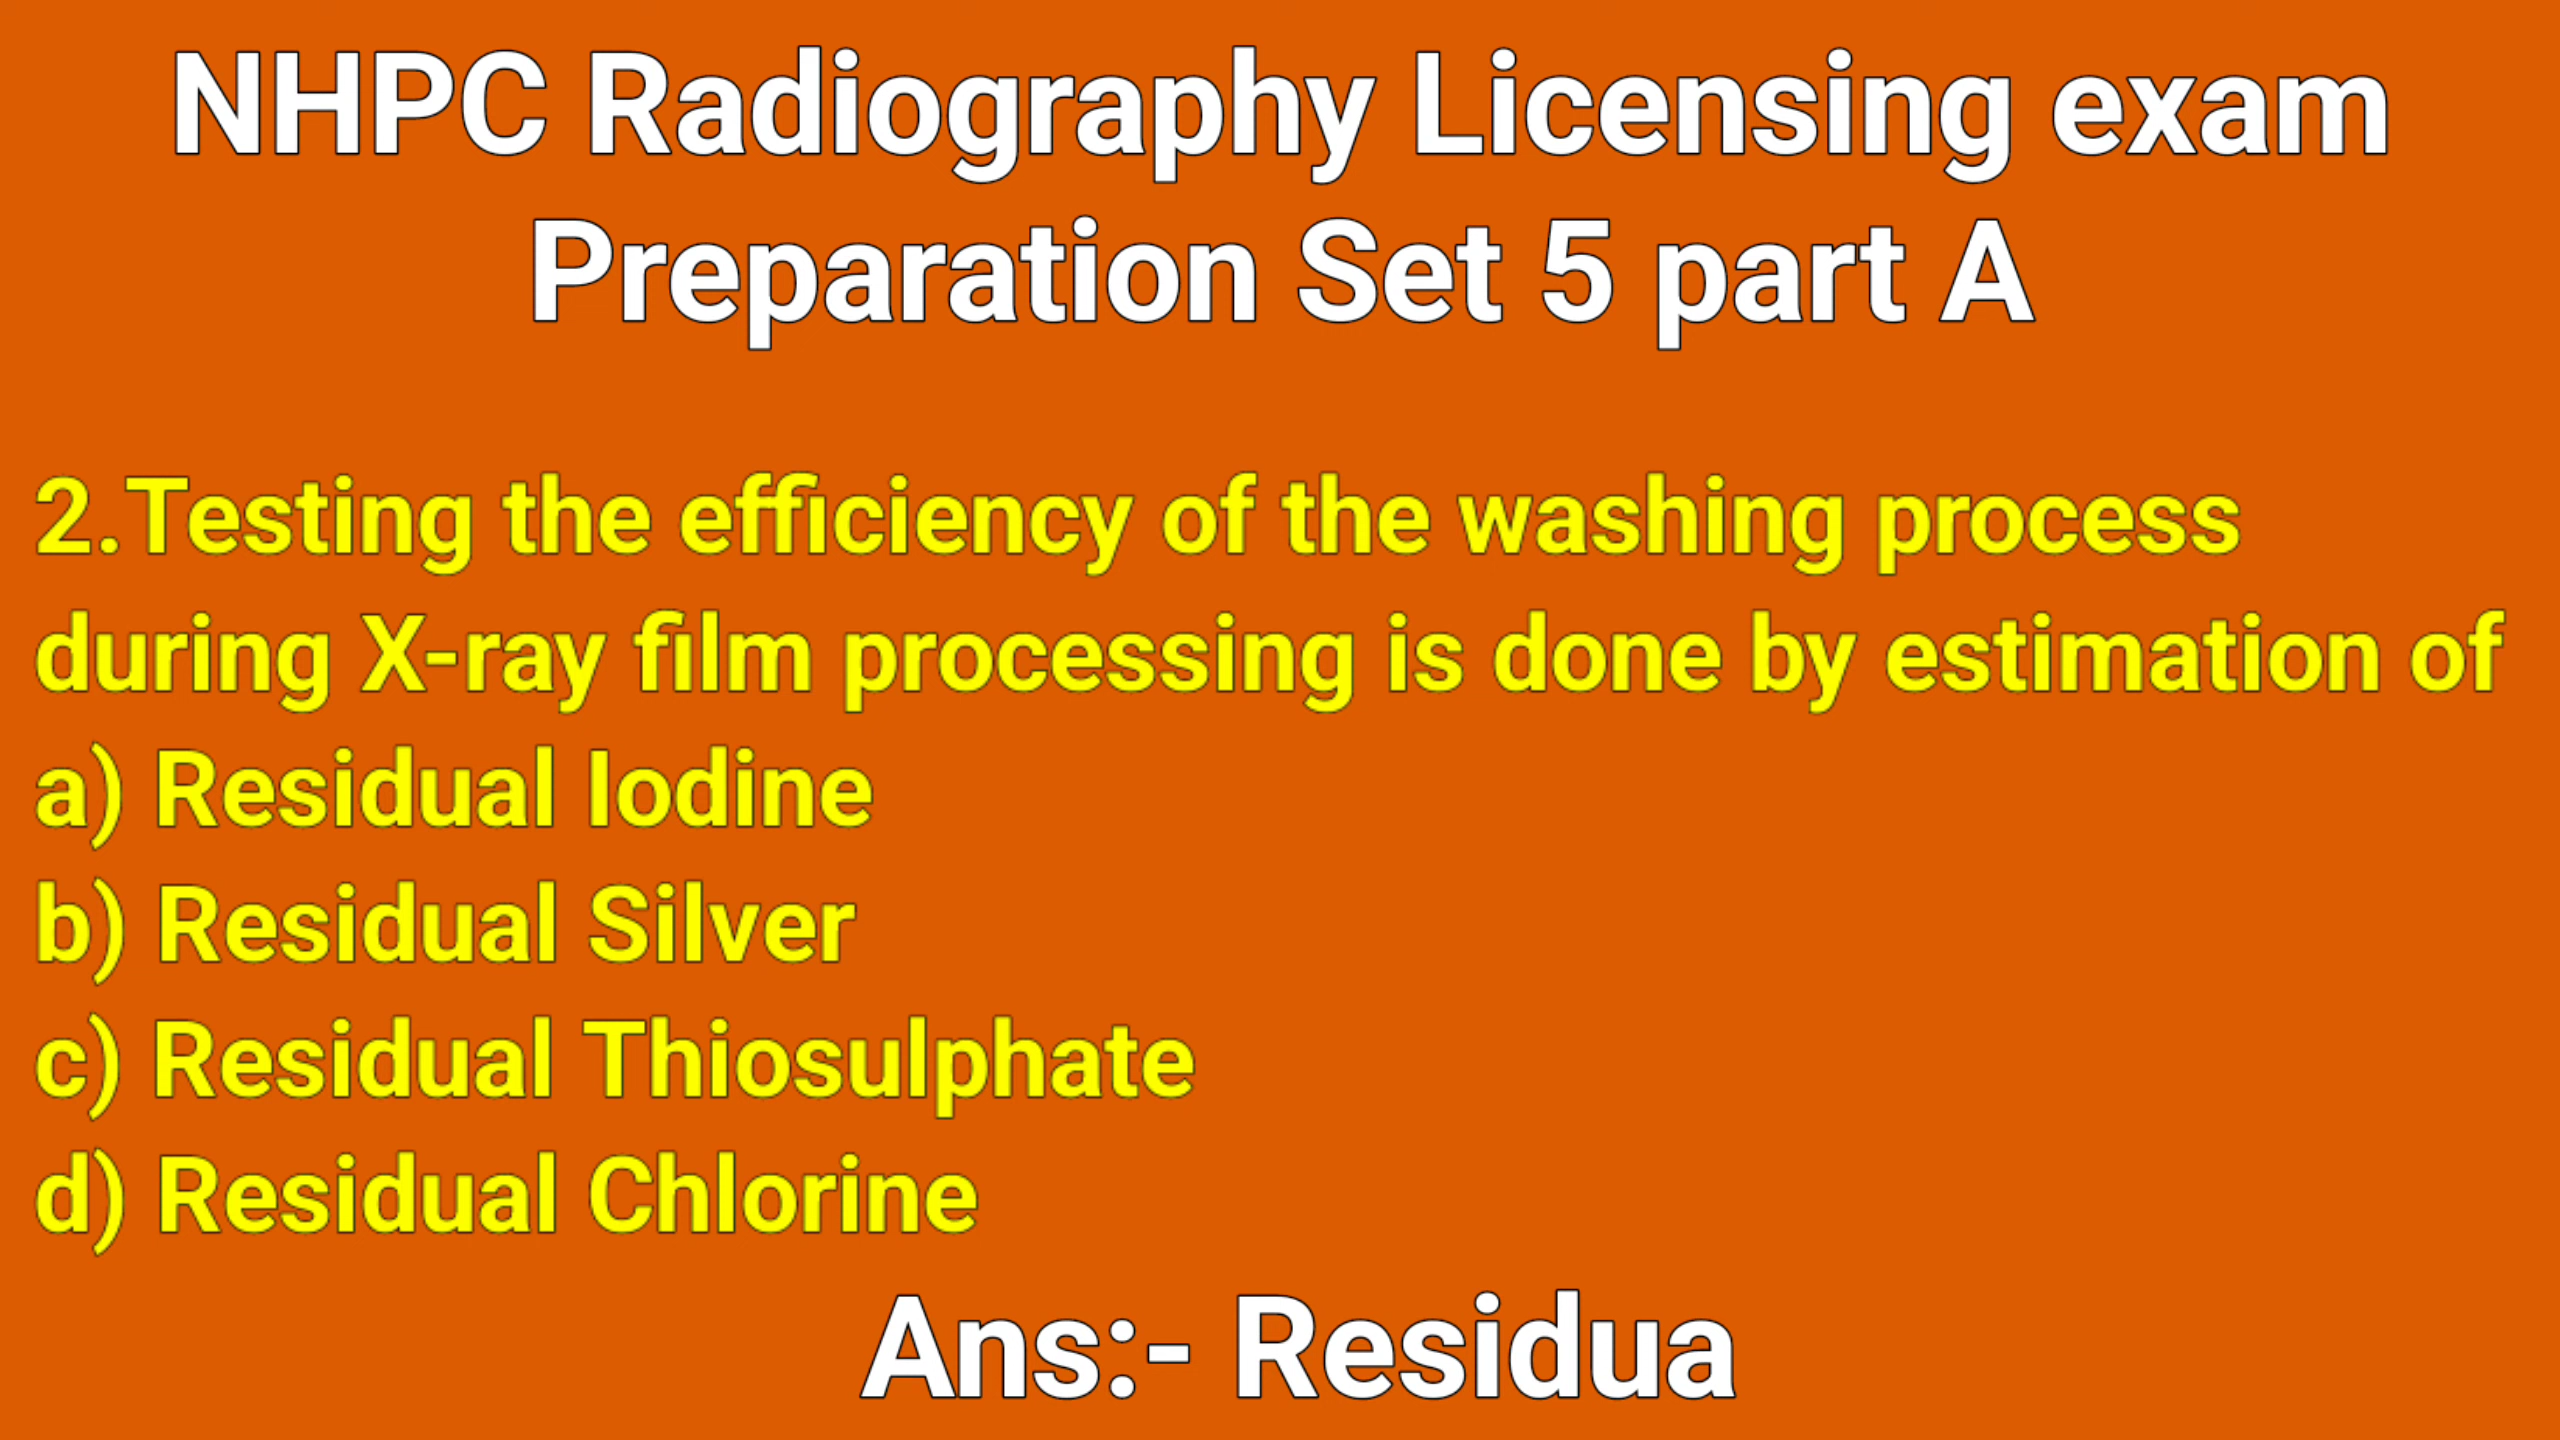 NHPC Radiography Licensing exam
Preparation Set 5 part A
2.Testing the efficiency of the washing process
during X-ray film processing is done by estimation of
a) Residual Iodine
b) Residual Silver
c) Residual Thiosulphate
d) Residual Chlorine
Ans:- Residua